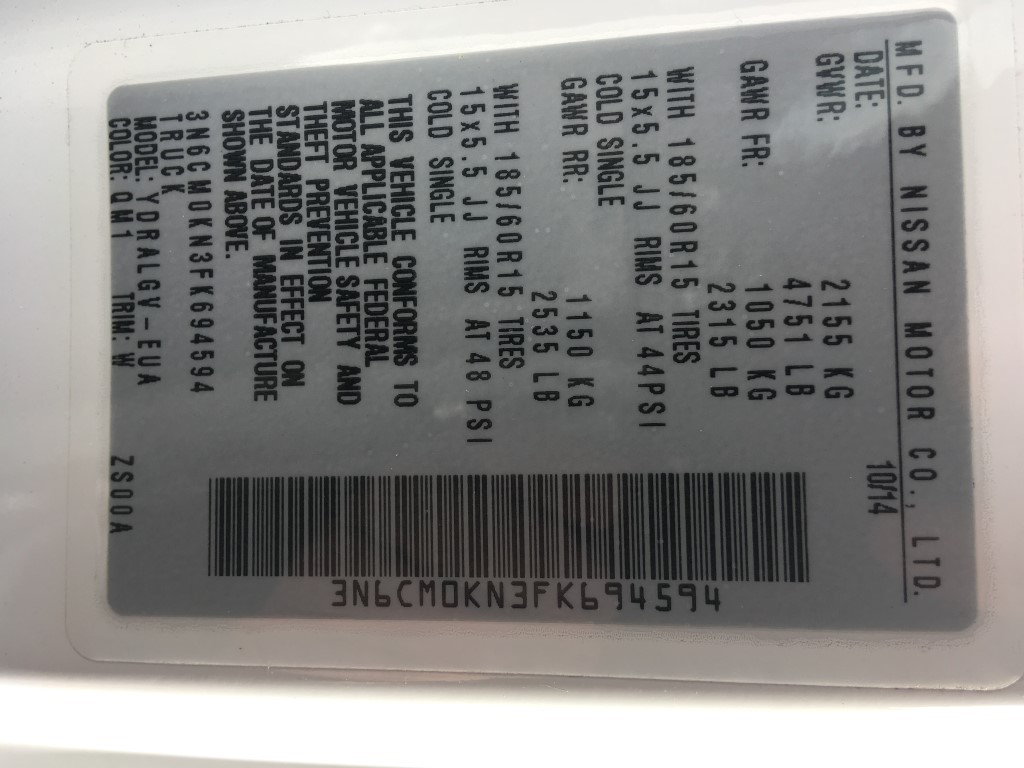 MFD. BY NISSAN MOTOR CO., LTD.
DATE: 10/14
GVWR: 2155 KG
4751 LB
GAWR FR: 1050 KG
2315 LB
WITH 185/60R15 TIRES
15x5.5 JJ RIMS AT 44PSI
COLD SINGLE
GAWR RR: 1150 KG
2535 LB
WITH 185/60R15 TIRES
15x5.5 JJ RIMS AT 48 PSI
COLD SINGLE
THIS VEHICLE CONFORMS TO
ALL APPLICABLE FEDERAL
MOTOR VEHICLE SAFETY AND
THEFT PREVENTION
STANDARDS IN EFFECT ON
THE DATE OF MANUFACTURE
SHOWN ABOVE.
3N6CM0KN3FK694594
TRUCK
MODEL: YDRALGV-EUA
COLOR: QM1 TRIM: W ZS00A
3N6CM0KN3FK694594